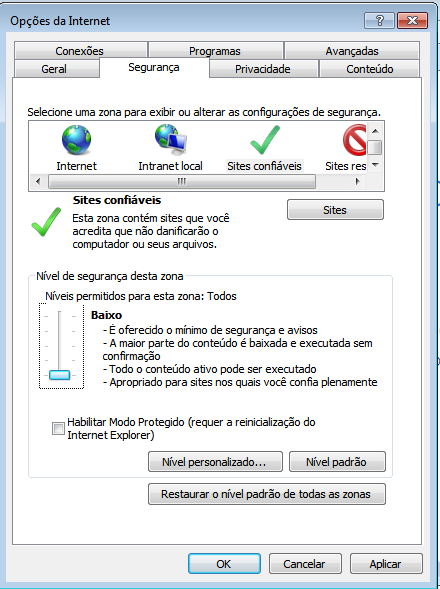 Opções da Internet
Conexões Programas Avançadas
Geral Segurança Privacidade Conteúdo
Selecione uma zona para exibir ou alterar as configurações de segurança.
Internet Intranet local Sites confiáveis Sites res
Sites confiáveis
Esta zona contém sites que você
acredita que não danificarão o
computador ou seus arquivos.
Sites
Nível de segurança desta zona
Níveis permitidos para esta zona: Todos
Baixo
- É oferecido o mínimo de segurança e avisos
- A maior parte do conteúdo é baixada e executada sem
confirmação
- Todo o conteúdo ativo pode ser executado
- Apropriado para sites nos quais você confia plenamente
Habilitar Modo Protegido (requer a reinicialização do
Internet Explorer)
Nível personalizado... Nível padrão
Restaurar o nível padrão de todas as zonas
OK Cancelar Aplicar